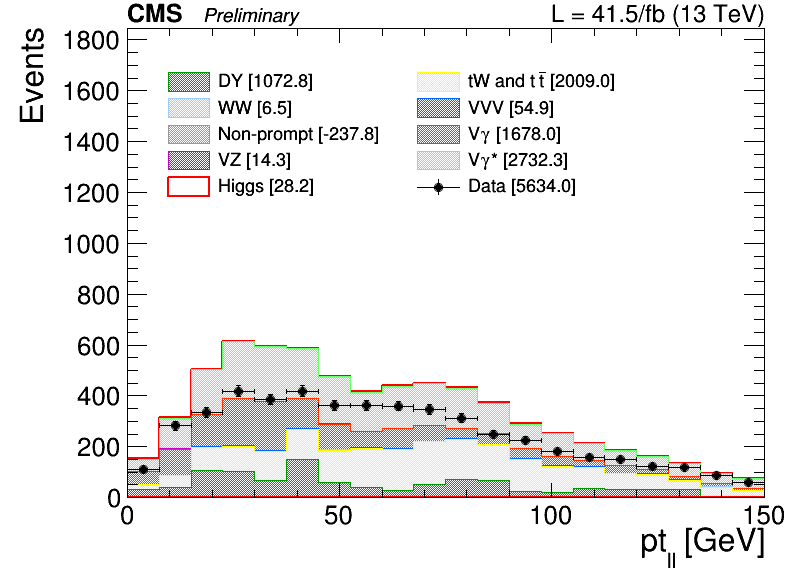 CMS Preliminary L = 41.5/fb (13 TeV)
Events
1800
1600
1400
1200
1000
800
600
400
200
0
DY [1072.8]
WW [6.5]
Non-prompt [-237.8]
VZ [14.3]
Higgs [28.2]
tW and tt̅ [2009.0]
VVV [54.9]
Vγ [1678.0]
Vγ* [2732.3]
Data [5634.0]
0 50 100 150
pt_ll [GeV]